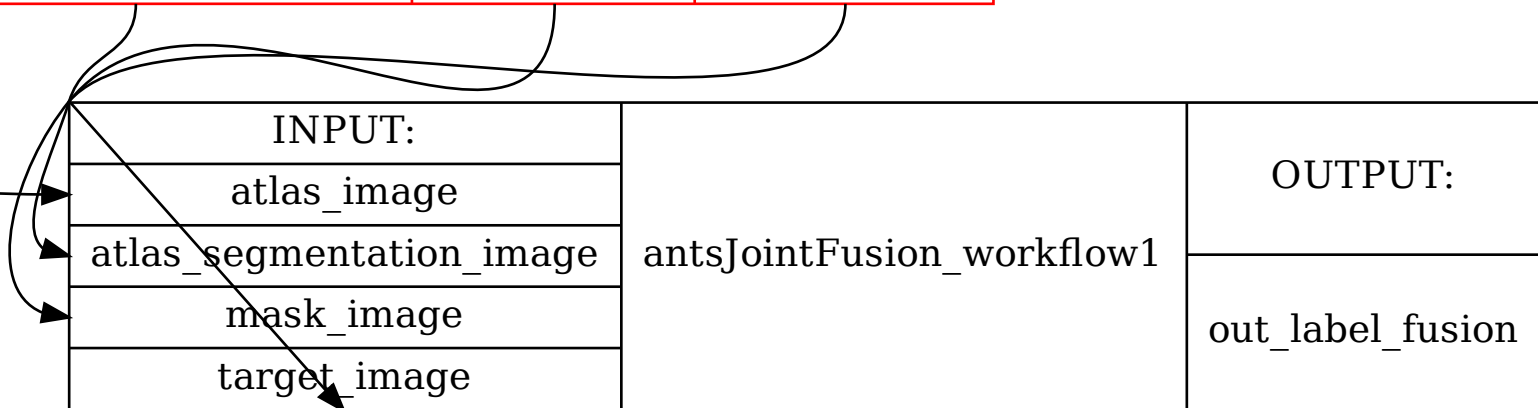 INPUT:
atlas_image
atlas_segmentation_image
mask_image
target_image
antsJointFusion_workflow1
OUTPUT:
out_label_fusion